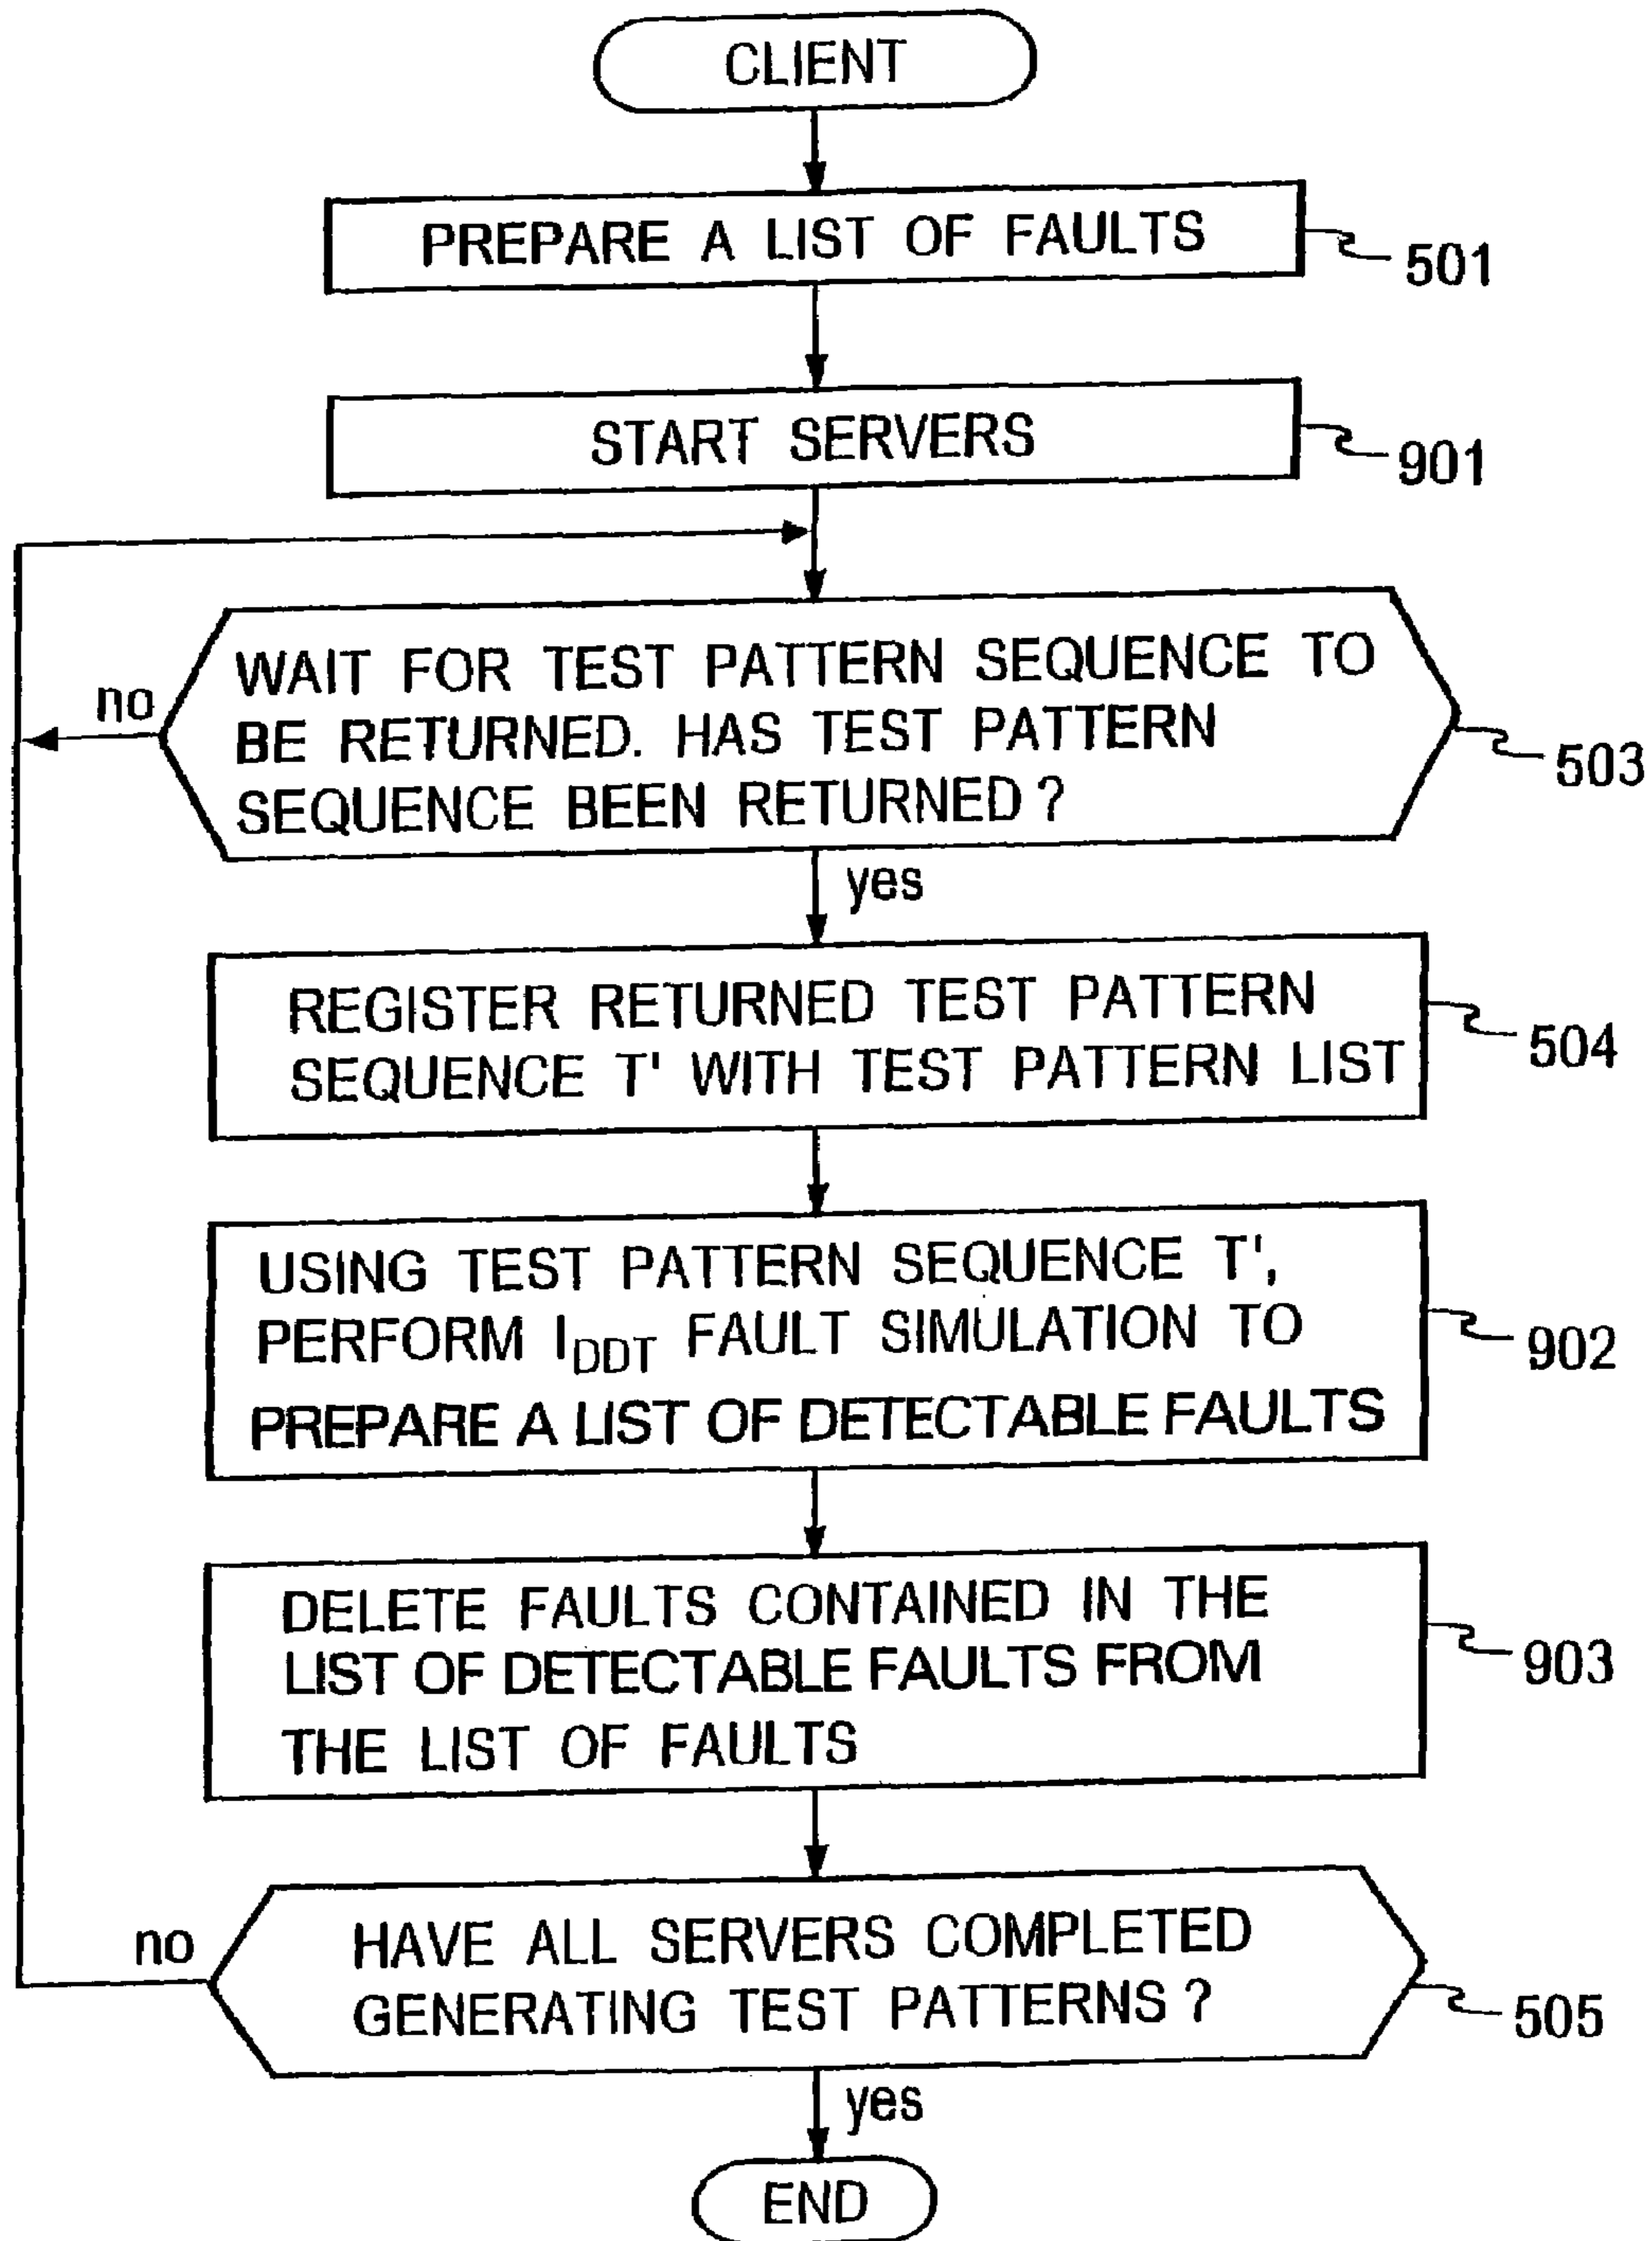 CLIENT
PREPARE A LIST OF FAULTS
501
START SERVERS
901
WAIT FOR TEST PATTERN SEQUENCE TO
BE RETURNED. HAS TEST PATTERN
SEQUENCE BEEN RETURNED?
no
503
yes
REGISTER RETURNED TEST PATTERN
SEQUENCE T' WITH TEST PATTERN LIST
504
USING TEST PATTERN SEQUENCE T',
PERFORM IDDT FAULT SIMULATION TO
PREPARE A LIST OF DETECTABLE FAULTS
902
DELETE FAULTS CONTAINED IN THE
LIST OF DETECTABLE FAULTS FROM
THE LIST OF FAULTS
903
no
HAVE ALL SERVERS COMPLETED
GENERATING TEST PATTERNS?
505
yes
END